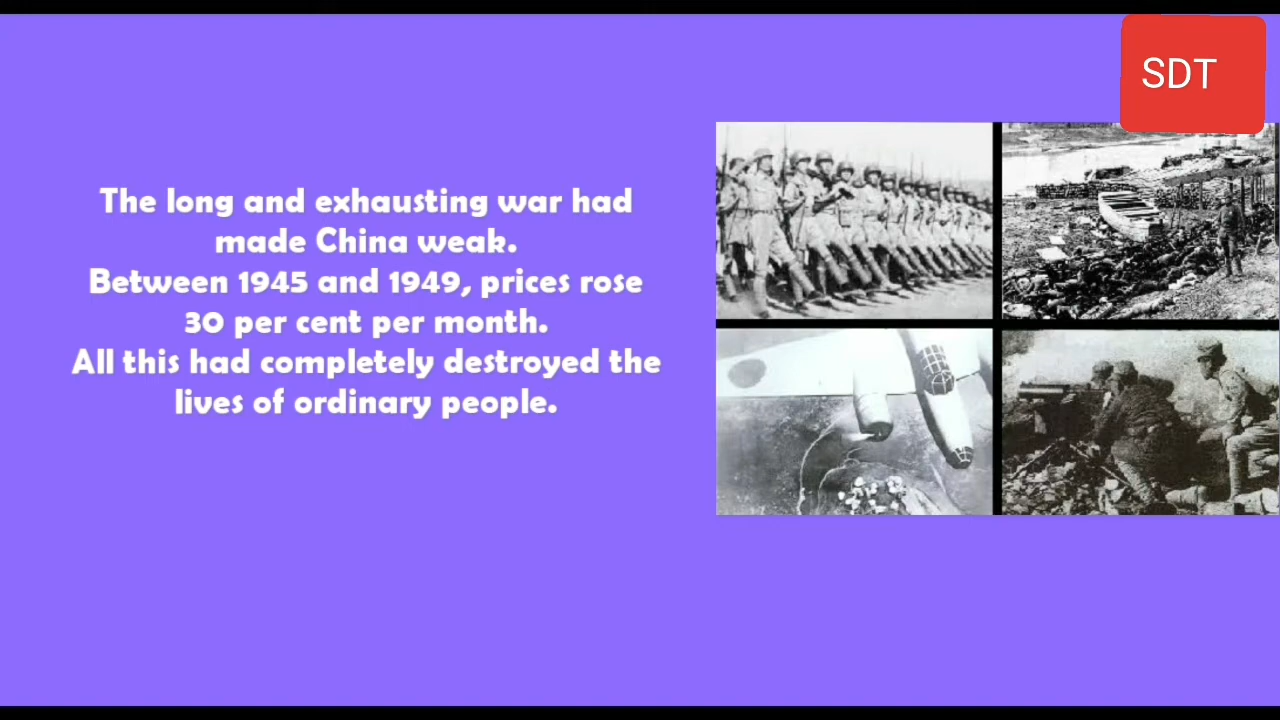 SDT
The long and exhausting war had
made China weak.
Between 1945 and 1949, prices rose
30 per cent per month.
All this had completely destroyed the
lives of ordinary people.